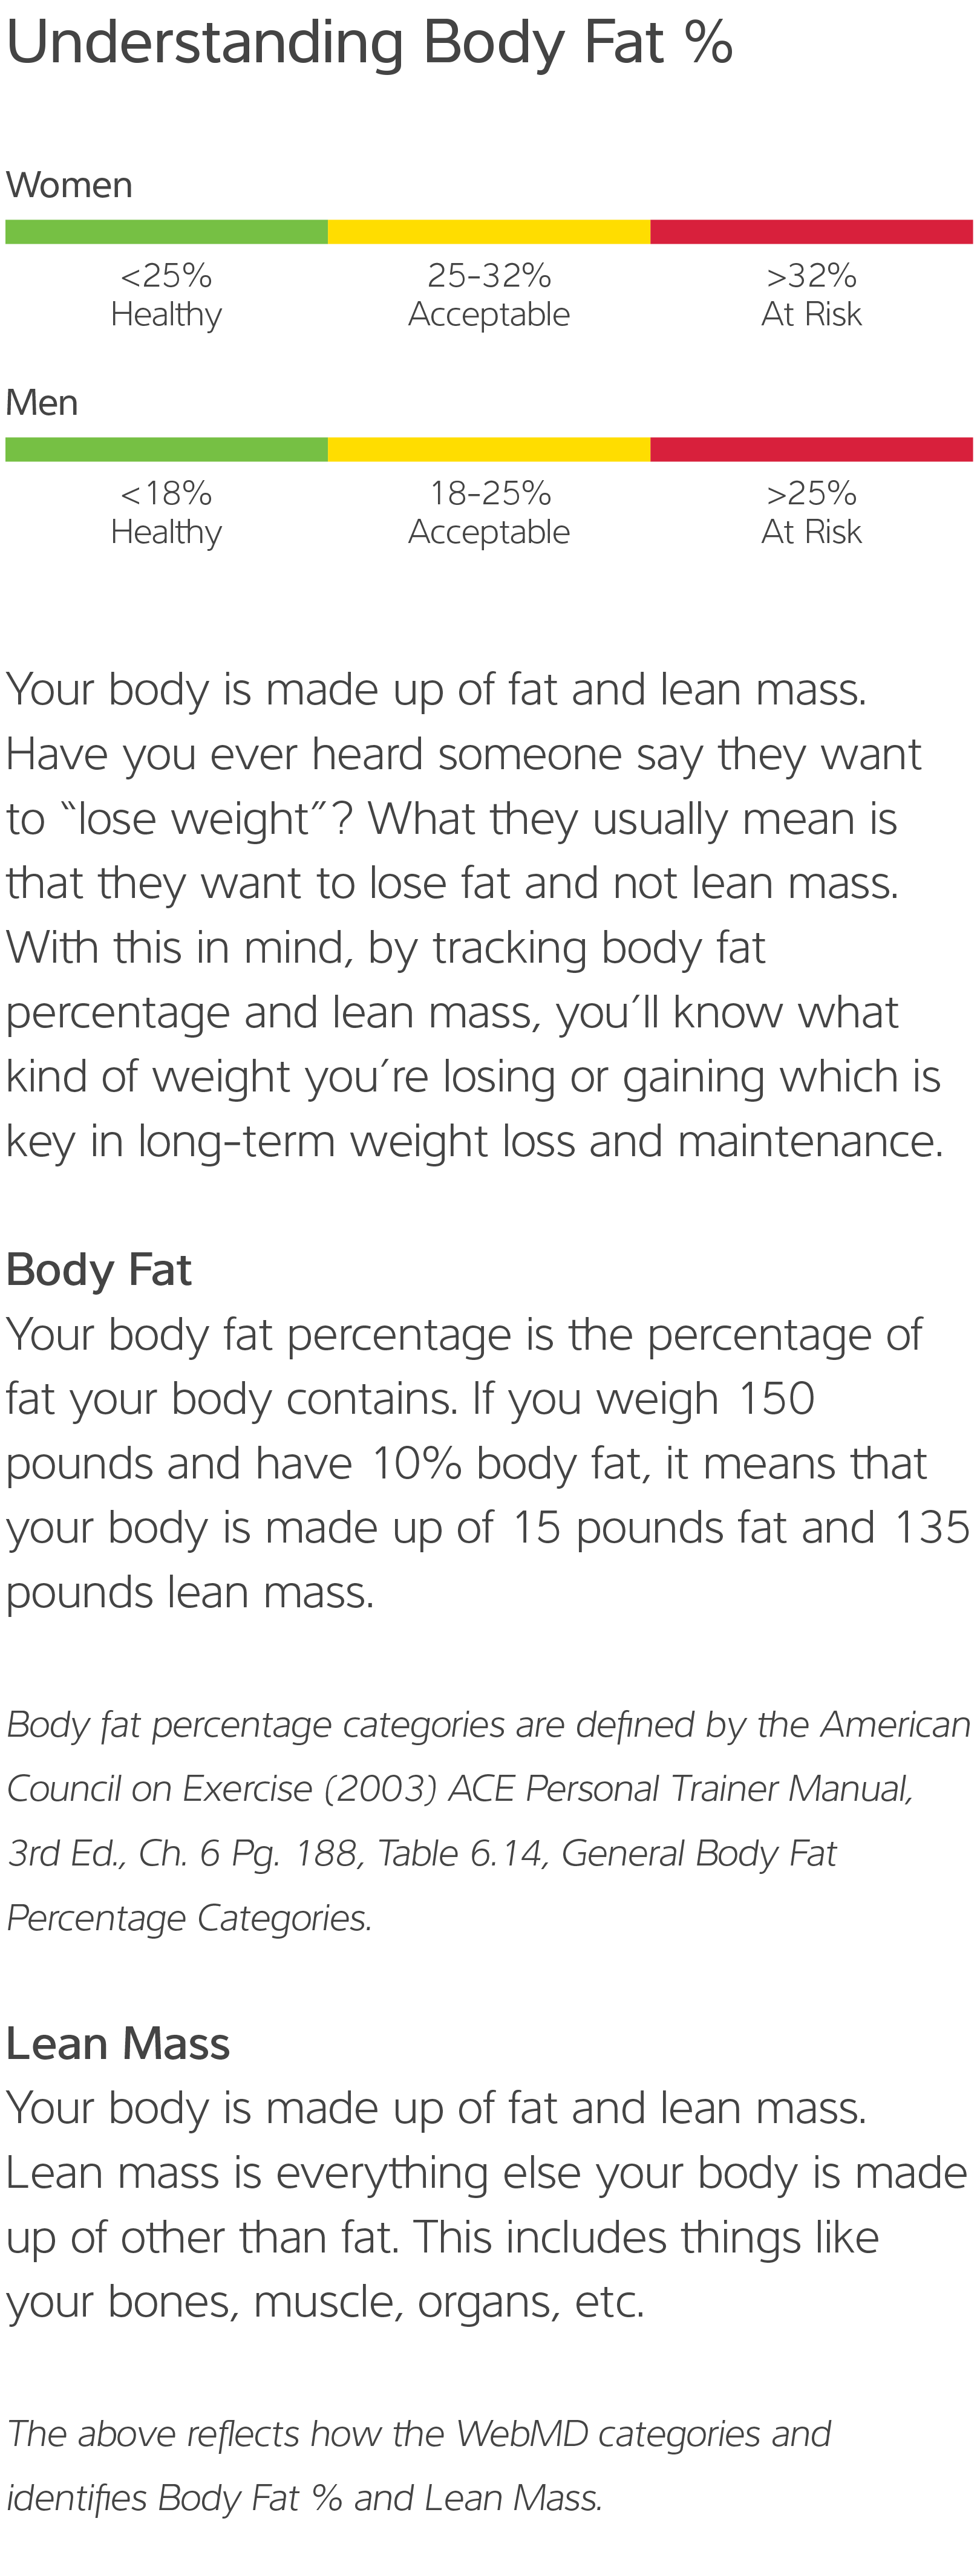 Understanding Body Fat %
Women
<25% 25-32% >32%
Healthy Acceptable At Risk
Men
<18% 18-25% >25%
Healthy Acceptable At Risk
Your body is made up of fat and lean mass.
Have you ever heard someone say they want
to “lose weight”? What they usually mean is
that they want to lose fat and not lean mass.
With this in mind, by tracking body fat
percentage and lean mass, you’ll know what
kind of weight you’re losing or gaining which is
key in long-term weight loss and maintenance.
Body Fat
Your body fat percentage is the percentage of
fat your body contains. If you weigh 150
pounds and have 10% body fat, it means that
your body is made up of 15 pounds fat and 135
pounds lean mass.
Body fat percentage categories are defined by the American
Council on Exercise (2003) ACE Personal Trainer Manual,
3rd Ed., Ch. 6 Pg. 188, Table 6.14, General Body Fat
Percentage Categories.
Lean Mass
Your body is made up of fat and lean mass.
Lean mass is everything else your body is made
up of other than fat. This includes things like
your bones, muscle, organs, etc.
The above reflects how the WebMD categories and
identifies Body Fat % and Lean Mass.